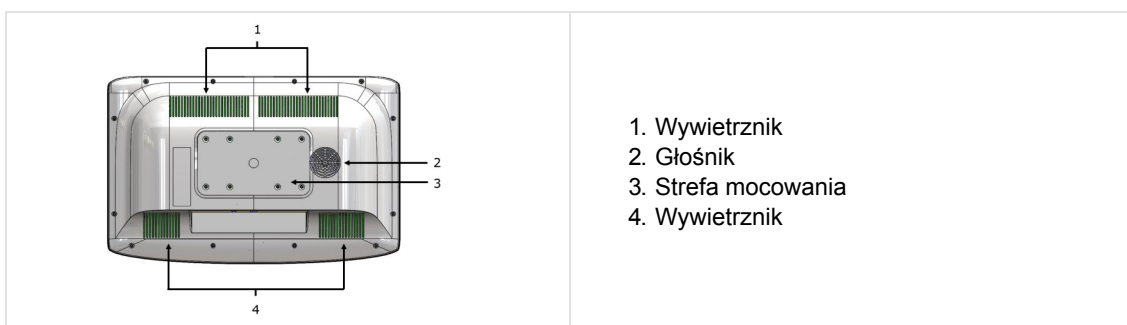 1
2
3
4
1. Wywietrznik
2. Głośnik
3. Strefa mocowania
4. Wywietrznik